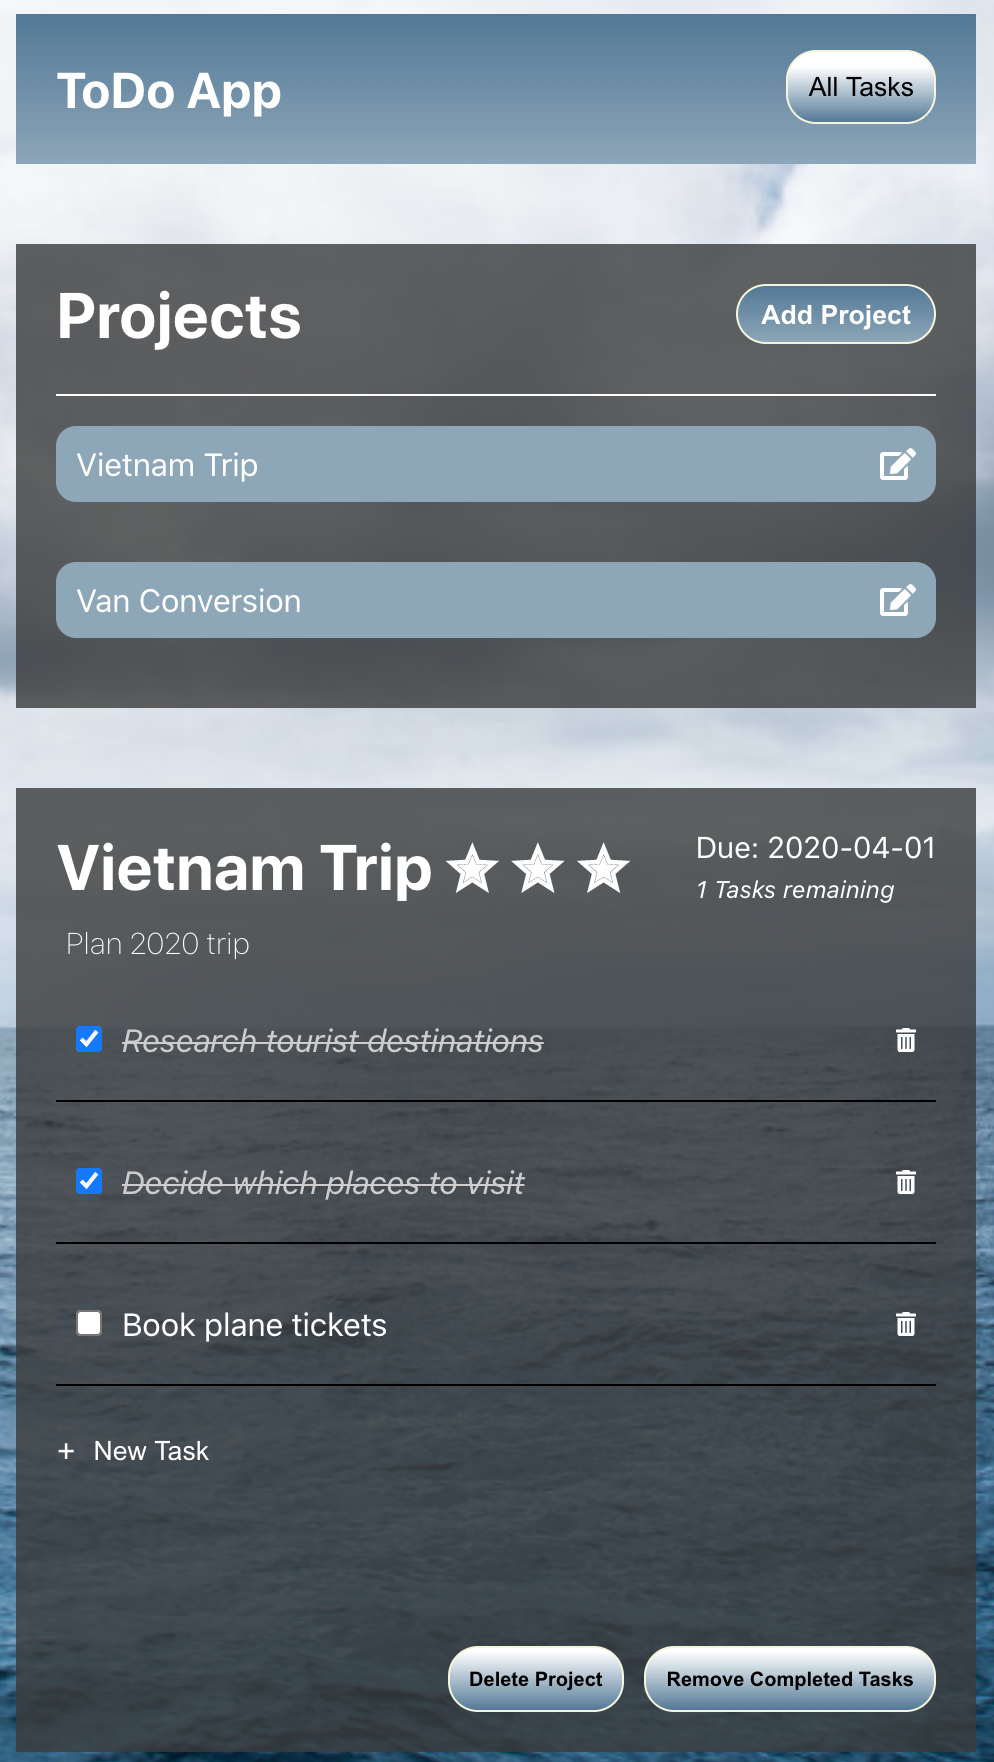 ToDo App
All Tasks
Projects
Add Project
Vietnam Trip
Van Conversion
Vietnam Trip
Due: 2020-04-01
1 Tasks remaining
Plan 2020 trip
Research tourist destinations
Decide which places to visit
Book plane tickets
+ New Task
Delete Project
Remove Completed Tasks